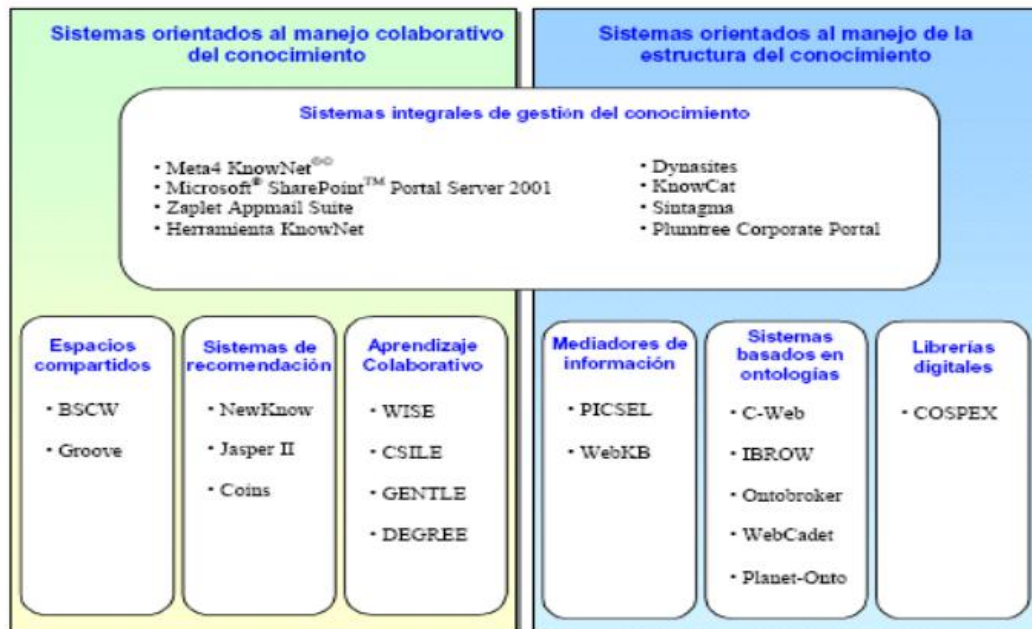 Sistemas orientados al manejo colaborativo
del conocimiento
Sistemas orientados al manejo de la
estructura del conocimiento
Sistemas integrales de gestión del conocimiento
• Meta4 KnowNet©©
• Microsoft® SharePoint™ Portal Server 2001
• Zaplet Appmail Suite
• Herramienta KnowNet
• Dynasites
• KnowCat
• Sintagma
• Plumtree Corporate Portal
Espacios
compartidos
• BSCW
• Groove
Sistemas de
recomendación
• NewKnow
• Jasper II
• Coins
Aprendizaje
Colaborativo
• WISE
• CSILE
• GENTLE
• DEGREE
Mediadores de
información
• PICSEL
• WebKB
Sistemas
basados en
ontologías
• C-Web
• IBROW
• Ontobroker
• WebCadet
• Planet-Onto
Librerías
digitales
• COSPEX